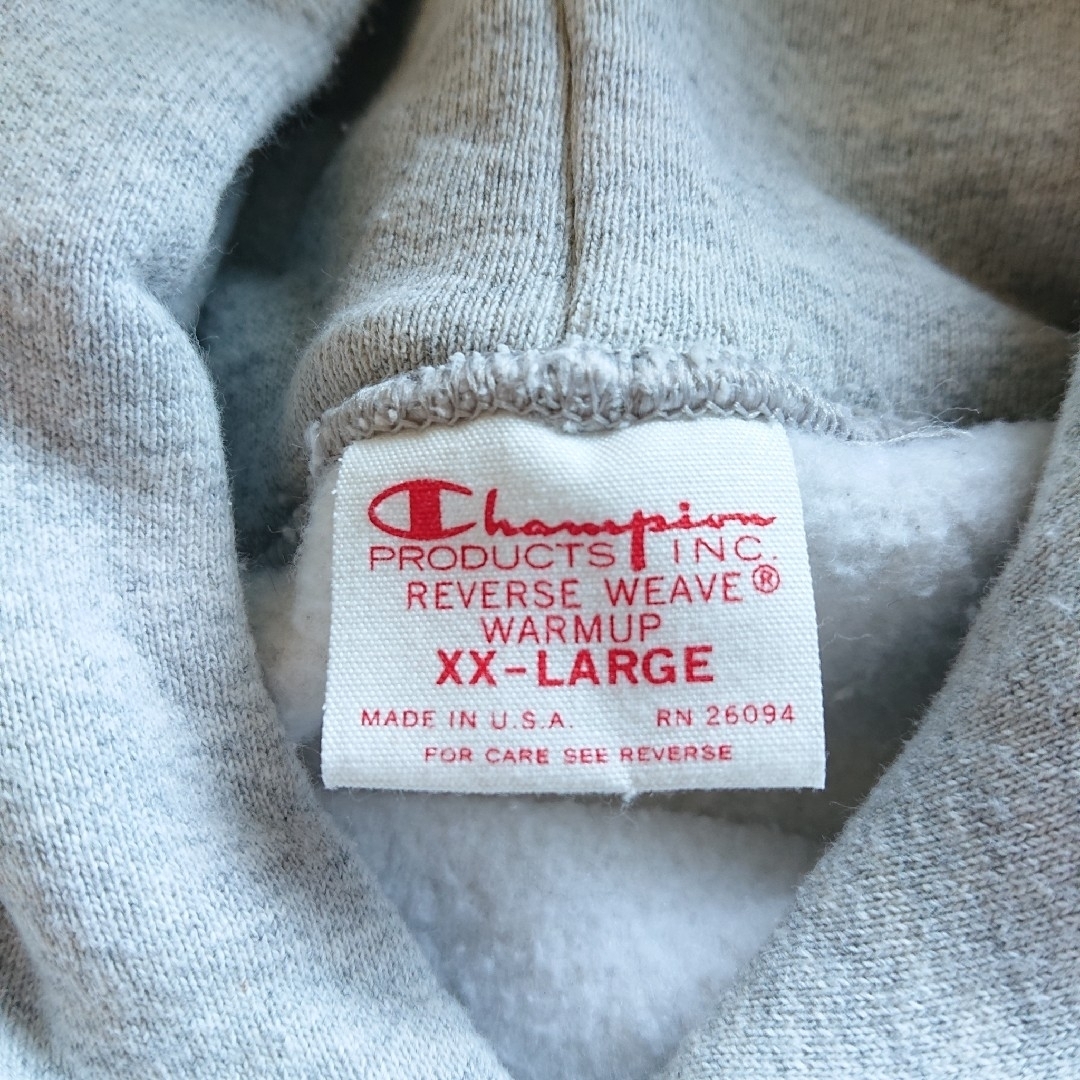 Champion
PRODUCTS INC.
REVERSE WEAVE®
WARMUP
XX-LARGE
MADE IN U.S.A. RN 26094
FOR CARE SEE REVERSE